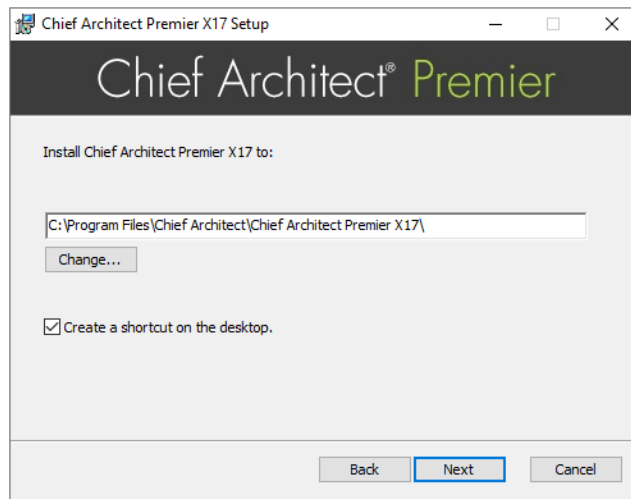 Chief Architect Premier X17 Setup
Chief Architect® Premier
Install Chief Architect Premier X17 to:
C:\Program Files\Chief Architect\Chief Architect Premier X17\
Change...
Create a shortcut on the desktop.
Back Next Cancel